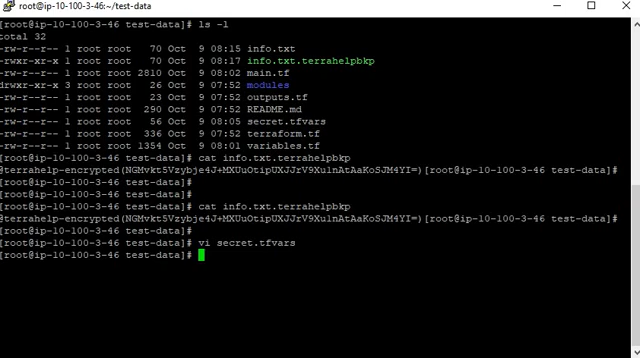 root@ip-10-100-3-46:~/test-data
[root@ip-10-100-3-46 test-data]# ls -l
total 32
-rw-r--r-- 1 root root 70 Oct 9 08:15 info.txt
-rwxr-xr-x 1 root root 70 Oct 9 08:17 info.txt.terrahelpbkp
-rw-r--r-- 1 root root 2810 Oct 9 08:02 main.tf
drwxr-xr-x 3 root root 26 Oct 9 07:52 modules
-rw-r--r-- 1 root root 23 Oct 9 07:52 outputs.tf
-rw-r--r-- 1 root root 290 Oct 9 07:52 README.md
-rw-r--r-- 1 root root 56 Oct 9 08:05 secret.tfvars
-rw-r--r-- 1 root root 336 Oct 9 07:52 terraform.tf
-rw-r--r-- 1 root root 1354 Oct 9 08:01 variables.tf
[root@ip-10-100-3-46 test-data]# cat info.txt.terrahelpbkp
@terrahelp-encrypted(NGMvkt5Vzybje4J+MXUuOtipUXJJrV9XulnAtAaKoSJM4YI=)[root@ip-10-100-3-46 test-data]#
[root@ip-10-100-3-46 test-data]#
[root@ip-10-100-3-46 test-data]#
[root@ip-10-100-3-46 test-data]# cat info.txt.terrahelpbkp
@terrahelp-encrypted(NGMvkt5Vzybje4J+MXUuOtipUXJJrV9XulnAtAaKoSJM4YI=)[root@ip-10-100-3-46 test-data]#
[root@ip-10-100-3-46 test-data]#
[root@ip-10-100-3-46 test-data]# vi secret.tfvars
[root@ip-10-100-3-46 test-data]#